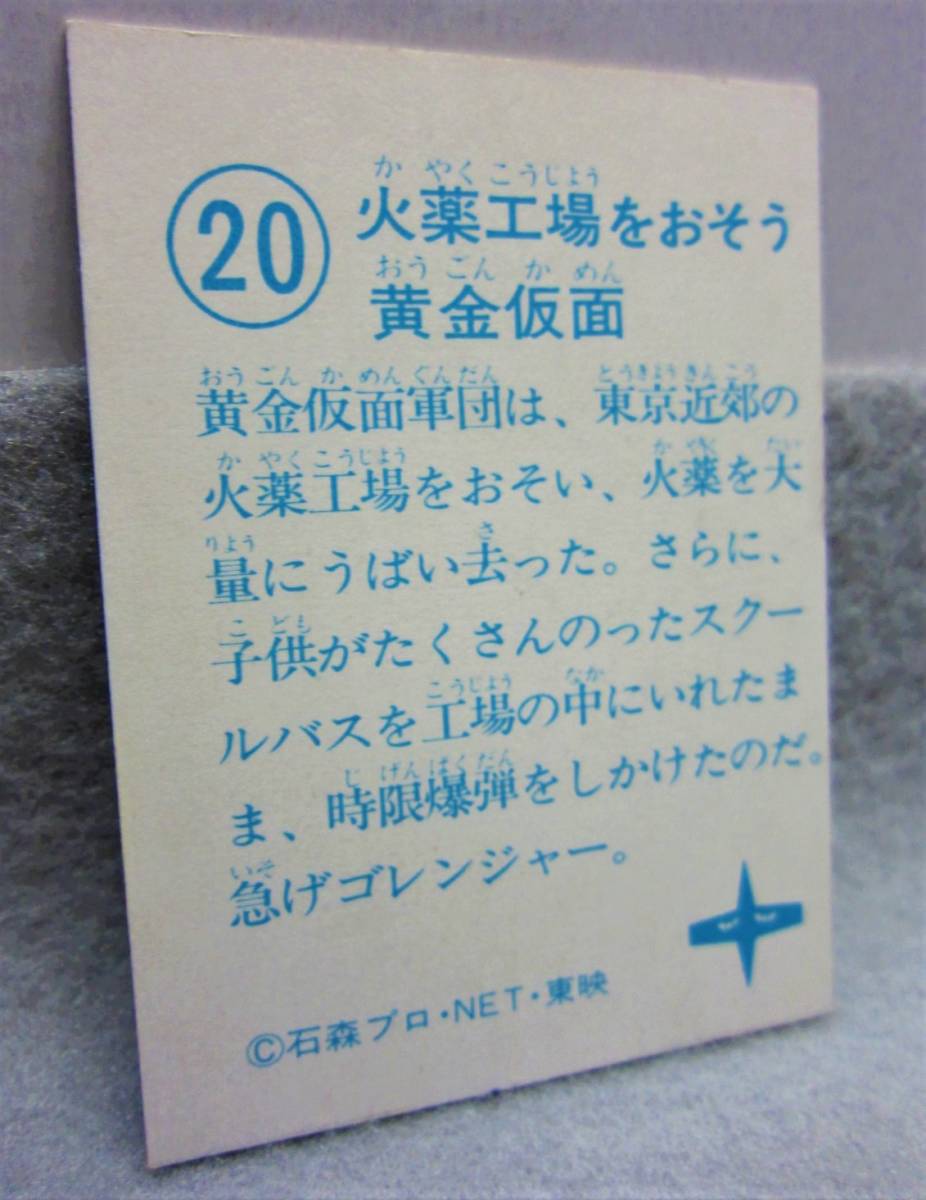 20
かやくこうじょう
火薬工場をおそう
おうごんかめん
黄金仮面
おうごんかめんぐんだん とうきょうきんこう
黄金仮面軍団は、東京近郊の
かやくこうじょう かやく たい
火薬工場をおそい、火薬を大
りょう さ
量にうばい去った。さらに、
こども
子供がたくさんのったスクー
こうじょう なか
ルバスを工場の中にいれたま
じげんばくだん
ま、時限爆弾をしかけたのだ。
いそ
急げゴレンジャー。
©石森プロ・NET・東映